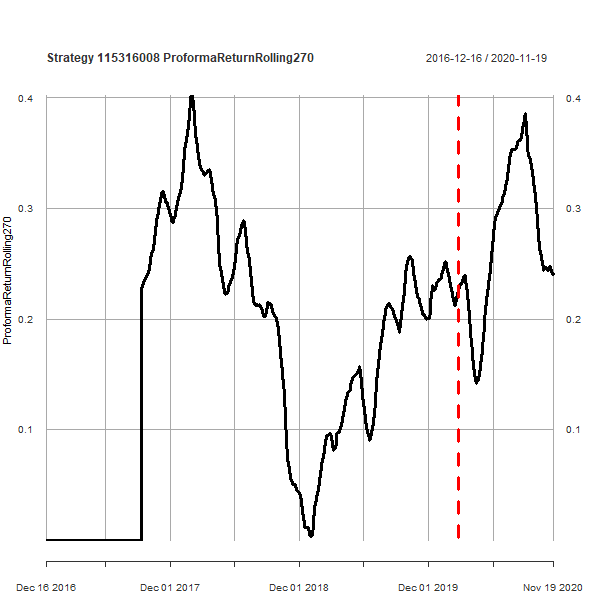 Strategy 115316008 ProformaReturnRolling270
2016-12-16 / 2020-11-19
0.4
0.4
0.3
0.3
ProformaReturnRolling270
0.2
0.2
0.1
0.1
Dec 16 2016
Dec 01 2017
Dec 01 2018
Dec 01 2019
Nov 19 2020